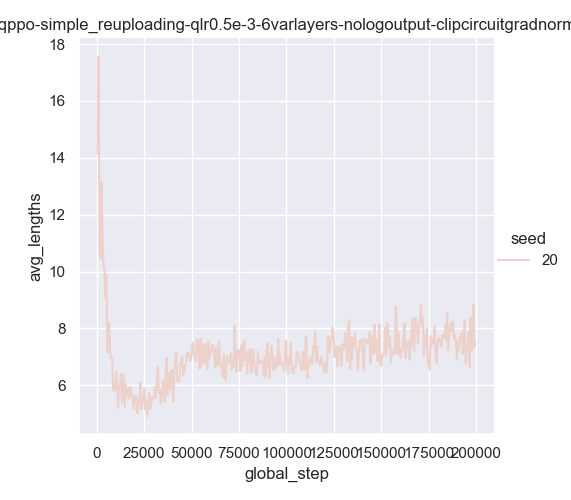 qppo-simple_reuploading-qlr0.5e-3-6varlayers-nologoutput-clipcircuitgradnorm
18
16
14
12
10
8
6
avg_lengths
0 25000 50000 75000 100000 125000 150000 175000 200000
global_step
seed
20